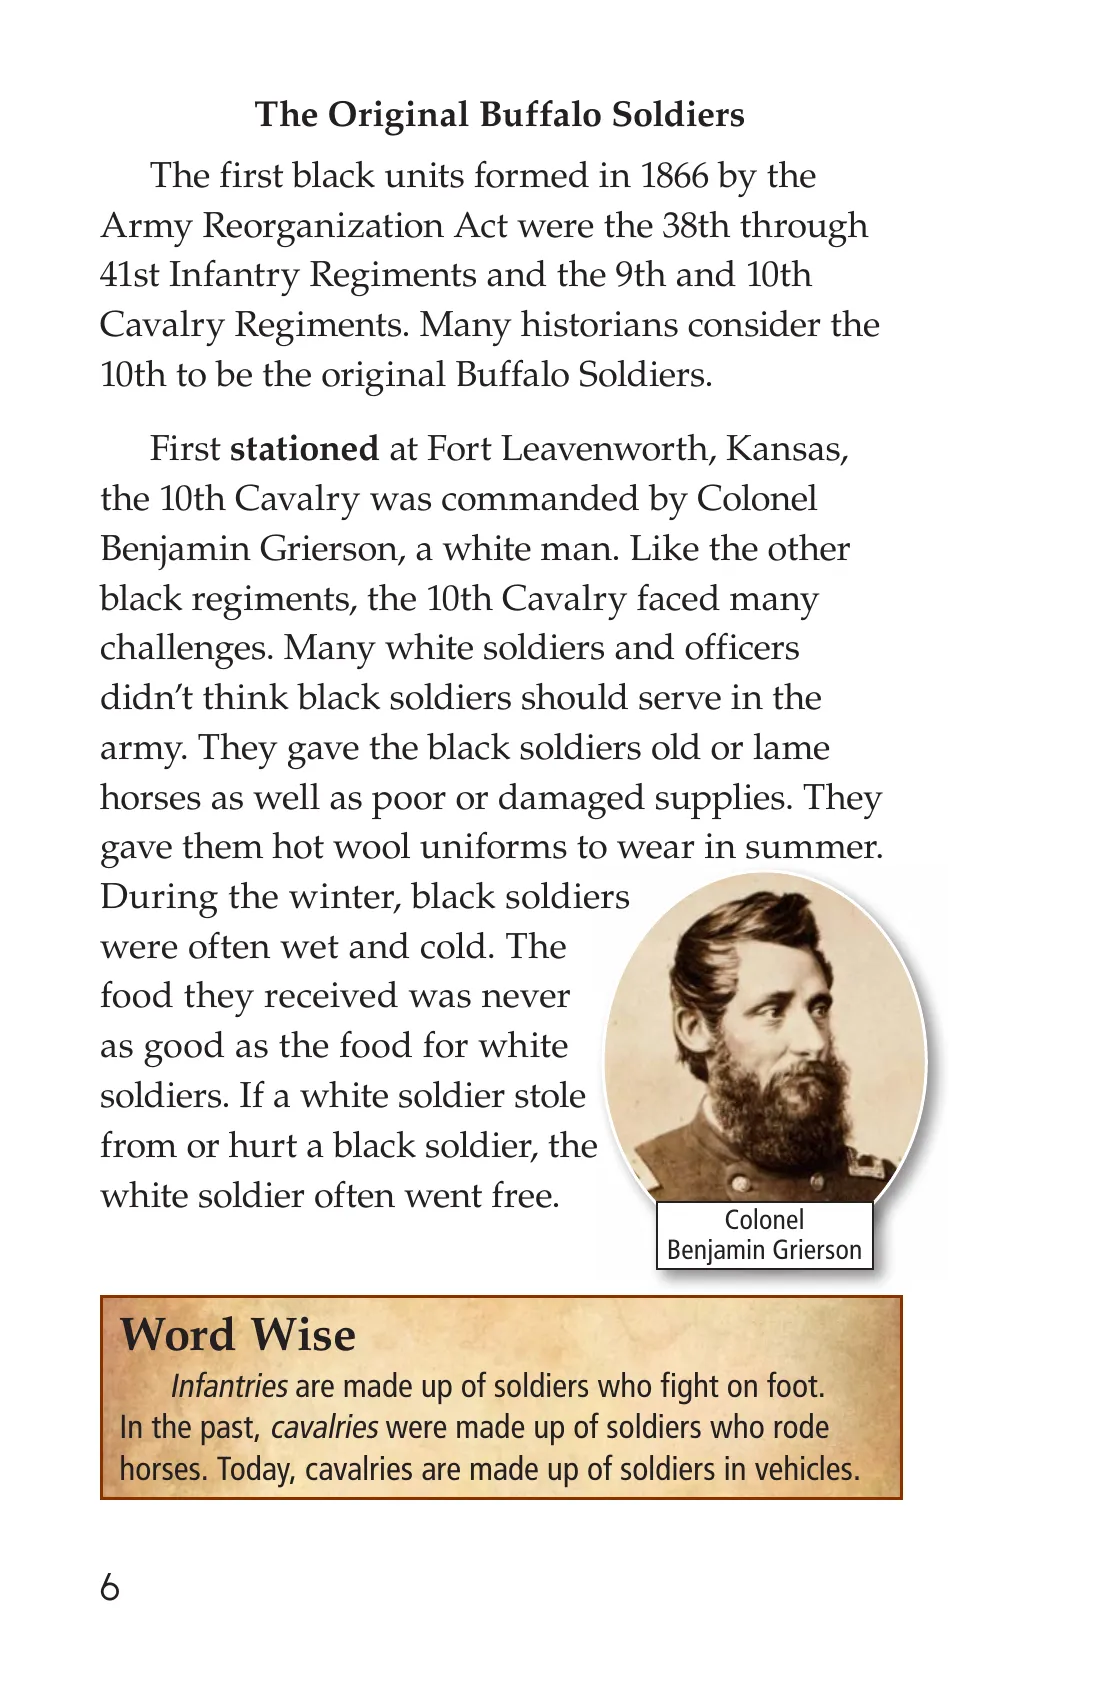 The Original Buffalo Soldiers
The first black units formed in 1866 by the
Army Reorganization Act were the 38th through
41st Infantry Regiments and the 9th and 10th
Cavalry Regiments. Many historians consider the
10th to be the original Buffalo Soldiers.
First stationed at Fort Leavenworth, Kansas,
the 10th Cavalry was commanded by Colonel
Benjamin Grierson, a white man. Like the other
black regiments, the 10th Cavalry faced many
challenges. Many white soldiers and officers
didn’t think black soldiers should serve in the
army. They gave the black soldiers old or lame
horses as well as poor or damaged supplies. They
gave them hot wool uniforms to wear in summer.
During the winter, black soldiers
were often wet and cold. The
food they received was never
as good as the food for white
soldiers. If a white soldier stole
from or hurt a black soldier, the
white soldier often went free.
Colonel
Benjamin Grierson
Word Wise
Infantries are made up of soldiers who fight on foot.
In the past, cavalries were made up of soldiers who rode
horses. Today, cavalries are made up of soldiers in vehicles.
6